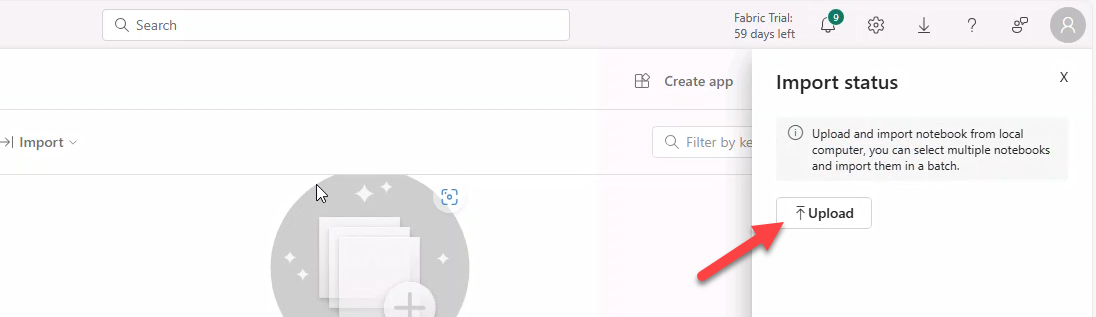 Search
Fabric Trial:
59 days left
9
Create app
Import status
X
Import
Filter by ke
Upload and import notebook from local
computer, you can select multiple notebooks
and import them in a batch.
Upload